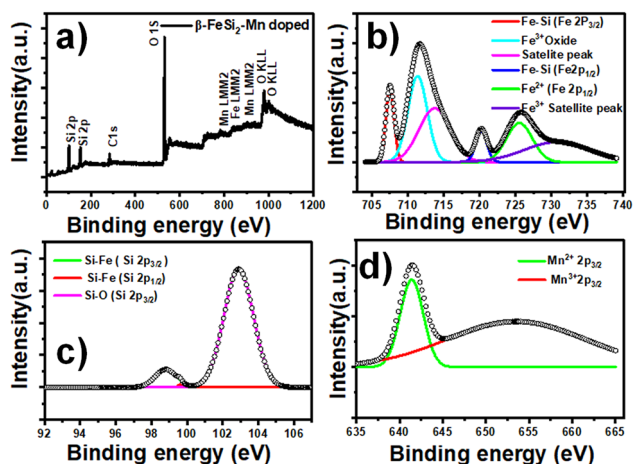 a)
β-FeSi2-Mn doped
O 1S
Si 2p
Si 2p
C1s
Mn LMM2
Fe LMM2
Mn LMM2
O KLL
O KLL
Intensity(a.u.)
0 200 400 600 800 1000 1200
Binding energy (eV)
b)
Fe-Si (Fe 2P3/2)
Fe3+Oxide
Satelite peak
Fe-Si (Fe2p1/2)
Fe2+ (Fe 2p1/2)
Fe3+ Satellite peak
Intensity(a.u.)
705 710 715 720 725 730 735 740
Binding energy (eV)
Si-Fe ( Si 2p3/2)
Si-Fe (Si 2p1/2)
Si-O (Si 2p3/2)
c)
Intensity(a.u.)
92 94 96 98 100 102 104 106
Binding energy (eV)
d)
Mn2+ 2p3/2
Mn3+2p3/2
Intensity(a.u.)
635 640 645 650 655 660 665
Binding energy (eV)